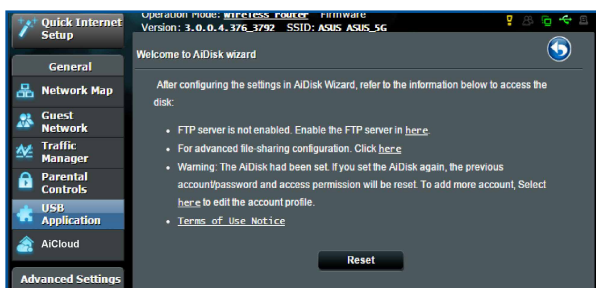 Quick Internet
Setup
General
Network Map
Guest
Network
Traffic
Manager
Parental
Controls
USB
Application
AiCloud
Advanced Settings
Operation Mode: Wireless router Firmware
Version: 3.0.0.4.376_3792 SSID: ASUS ASUS_5G
Welcome to AiDisk wizard
After configuring the settings in AiDisk Wizard, refer to the information below to access the
disk:
• FTP server is not enabled. Enable the FTP server in here.
• For advanced file-sharing configuration. Click here
• Warning: The AiDisk had been set. If you set the AiDisk again, the previous
account/password and access permission will be reset. To add more account, Select
here to edit the account profile.
• Terms of Use Notice
Reset